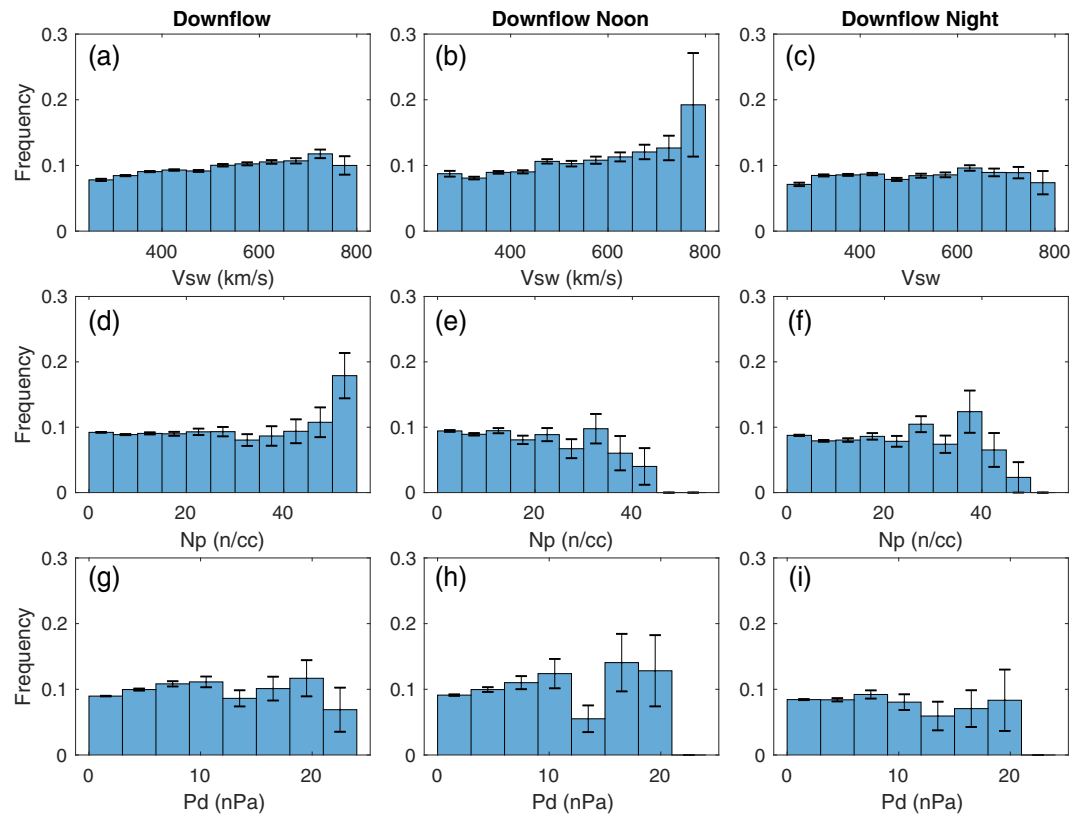 Downflow Downflow Noon Downflow Night
(a) (b) (c)
0.3 0.3 0.3
0.2 0.2 0.2
0.1 0.1 0.1
0 0 0
Frequency
400 600 800 400 600 800 400 600 800
Vsw (km/s) Vsw (km/s) Vsw
(d) (e) (f)
0.3 0.3 0.3
0.2 0.2 0.2
0.1 0.1 0.1
0 0 0
Frequency
0 20 40 0 20 40 0 20 40
Np (n/cc) Np (n/cc) Np (n/cc)
(g) (h) (i)
0.3 0.3 0.3
0.2 0.2 0.2
0.1 0.1 0.1
0 0 0
Frequency
0 10 20 0 10 20 0 10 20
Pd (nPa) Pd (nPa) Pd (nPa)